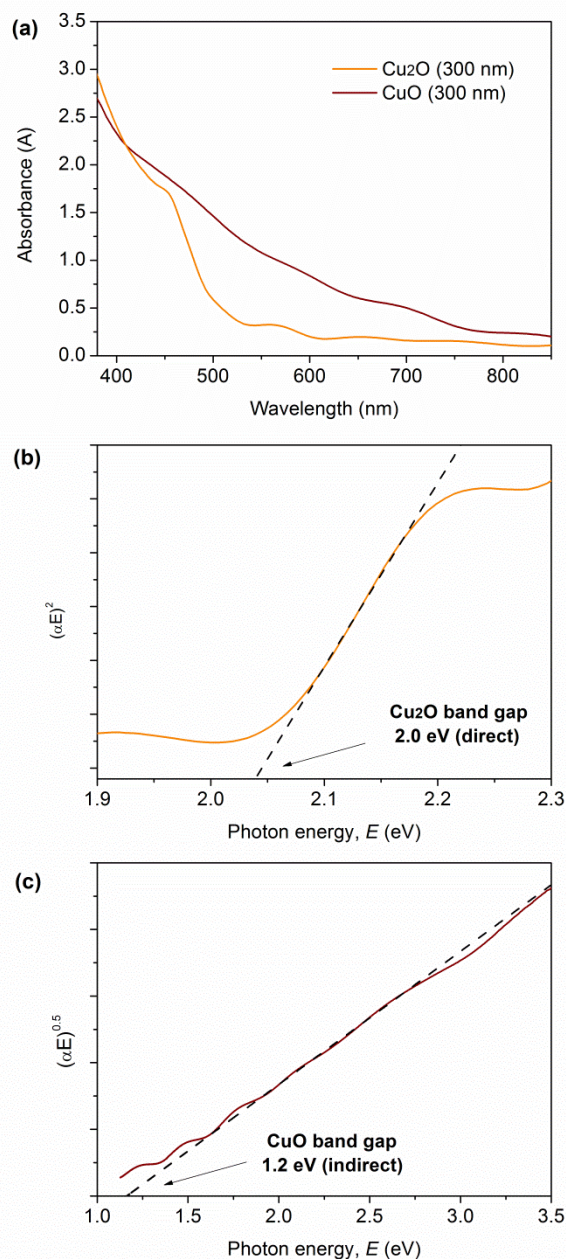 (a)
3.5
3.0
2.5
2.0
1.5
1.0
0.5
0.0
Absorbance (A)
Cu2O (300 nm)
CuO (300 nm)
400 500 600 700 800
Wavelength (nm)
(b)
(αE)²
Cu2O band gap
2.0 eV (direct)
1.9 2.0 2.1 2.2 2.3
Photon energy, E (eV)
(c)
(αE)^0.5
CuO band gap
1.2 eV (indirect)
1.0 1.5 2.0 2.5 3.0 3.5
Photon energy, E (eV)